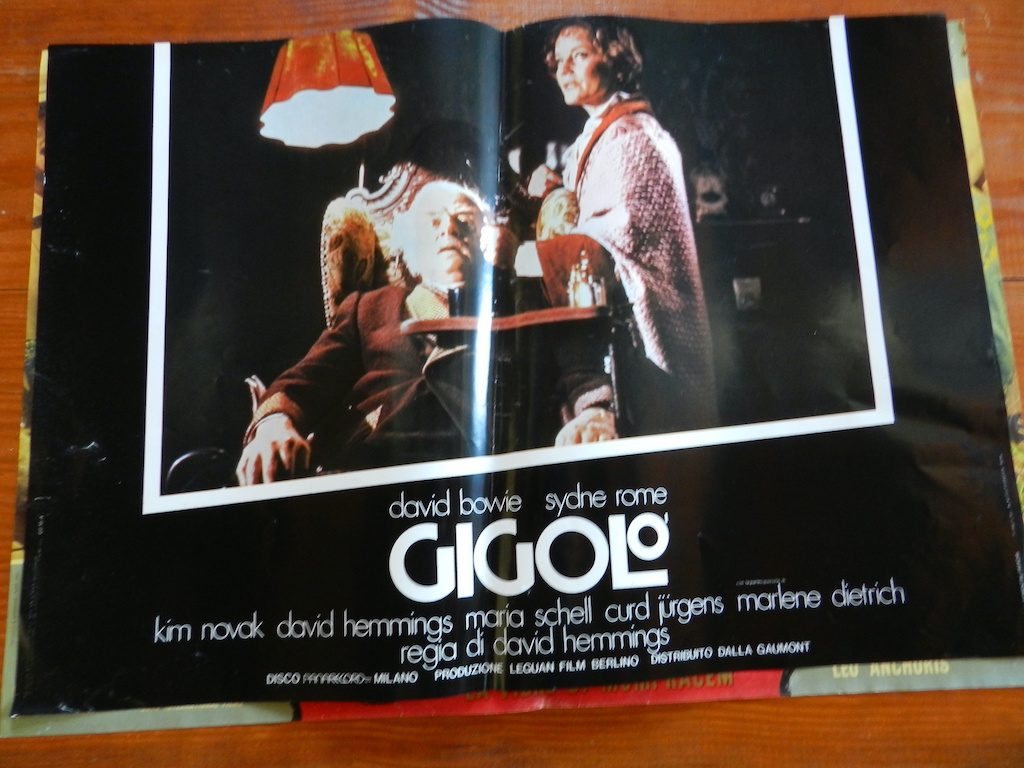 david bowie sydne rome
GIGOLÒ
kim novak david hemmings maria schell curd jürgens marlene dietrich
regia di david hemmings
DISCO PANARECORD MILANO PRODUZIONE LEGUAN FILM BERLINO DISTRIBUITO DALLA GAUMONT
LEO ANCHORIS